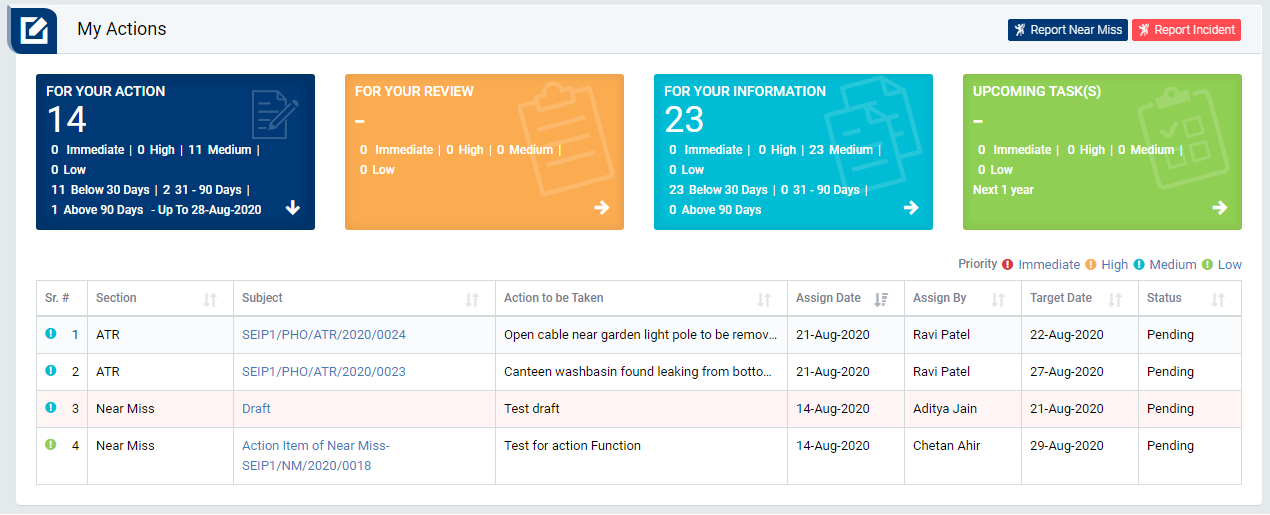 My Actions
Report Near Miss
Report Incident
FOR YOUR ACTION
14
0 Immediate | 0 High | 11 Medium |
0 Low
11 Below 30 Days | 2 31 - 90 Days |
1 Above 90 Days - Up To 28-Aug-2020
FOR YOUR REVIEW
-
0 Immediate | 0 High | 0 Medium |
0 Low
FOR YOUR INFORMATION
23
0 Immediate | 0 High | 23 Medium |
0 Low
23 Below 30 Days | 0 31 - 90 Days |
0 Above 90 Days
UPCOMING TASK(S)
-
0 Immediate | 0 High | 0 Medium |
0 Low
Next 1 year
Priority Immediate High Medium Low
Sr. # Section Subject Action to be Taken Assign Date Assign By Target Date Status
1 ATR SEIP1/PHO/ATR/2020/0024 Open cable near garden light pole to be remov... 21-Aug-2020 Ravi Patel 22-Aug-2020 Pending
2 ATR SEIP1/PHO/ATR/2020/0023 Canteen washbasin found leaking from botto... 21-Aug-2020 Ravi Patel 27-Aug-2020 Pending
3 Near Miss Draft Test draft 14-Aug-2020 Aditya Jain 21-Aug-2020 Pending
4 Near Miss Action Item of Near Miss- Test for action Function 14-Aug-2020 Chetan Ahir 29-Aug-2020 Pending
SEIP1/NM/2020/0018